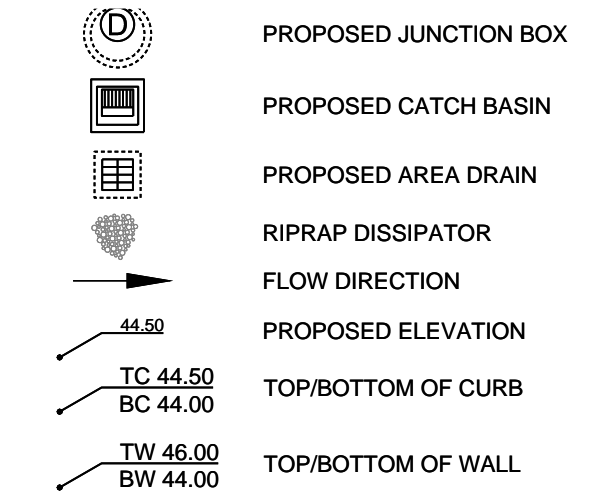 D PROPOSED JUNCTION BOX
PROPOSED CATCH BASIN
PROPOSED AREA DRAIN
RIPRAP DISSIPATOR
FLOW DIRECTION
44.50 PROPOSED ELEVATION
TC 44.50
BC 44.00
TOP/BOTTOM OF CURB
TW 46.00
BW 44.00
TOP/BOTTOM OF WALL